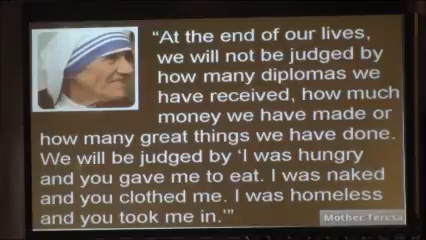 “At the end of our lives,
we will not be judged by
how many diplomas we
have received, how much
money we have made or
how many great things we have done.
We will be judged by ‘I was hungry
and you gave me to eat. I was naked
and you clothed me. I was homeless
and you took me in.’”
Mother Teresa